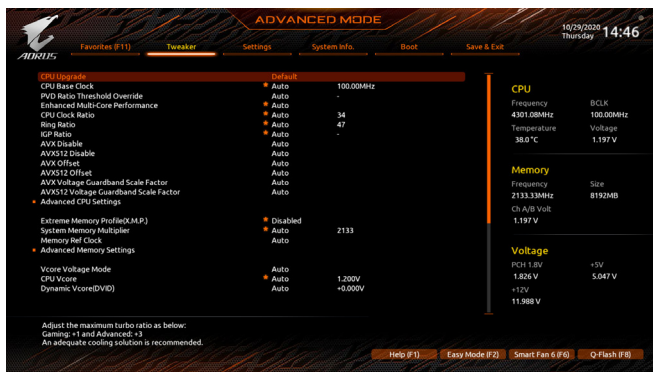 ADVANCED MODE
10/29/2020 14:46
Thursday
AORUS
Favorites (F11) Tweaker Settings System Info. Boot Save & Exit
CPU Upgrade Default
CPU Base Clock Auto 100.00MHz
PVD Ratio Threshold Override Auto -
Enhanced Multi-Core Performance Auto
CPU Clock Ratio Auto 34
Ring Ratio Auto 47
IGP Ratio Auto -
AVX Disable Auto
AVX512 Disable Auto
AVX Offset Auto
AVX512 Offset Auto
AVX Voltage Guardband Scale Factor Auto
AVX512 Voltage Guardband Scale Factor Auto
Advanced CPU Settings
Extreme Memory Profile(X.M.P.) Disabled
System Memory Multiplier Auto 2133
Memory Ref Clock Auto
Advanced Memory Settings
Vcore Voltage Mode Auto
CPU Vcore Auto 1.200V
Dynamic Vcore(DVID) Auto +0.000V
CPU
Frequency BCLK
4301.08MHz 100.00MHz
Temperature Voltage
38.0 °C 1.197 V
Memory
Frequency Size
2133.33MHz 8192MB
Ch A/B Volt
1.197 V
Voltage
PCH 1.8V +5V
1.826 V 5.047 V
+12V
11.988 V
Adjust the maximum turbo ratio as below:
Gaming: +1 and Advanced: +3
An adequate cooling solution is recommended.
Help (F1) Easy Mode (F2) Smart Fan 6 (F6) Q-Flash (F8)